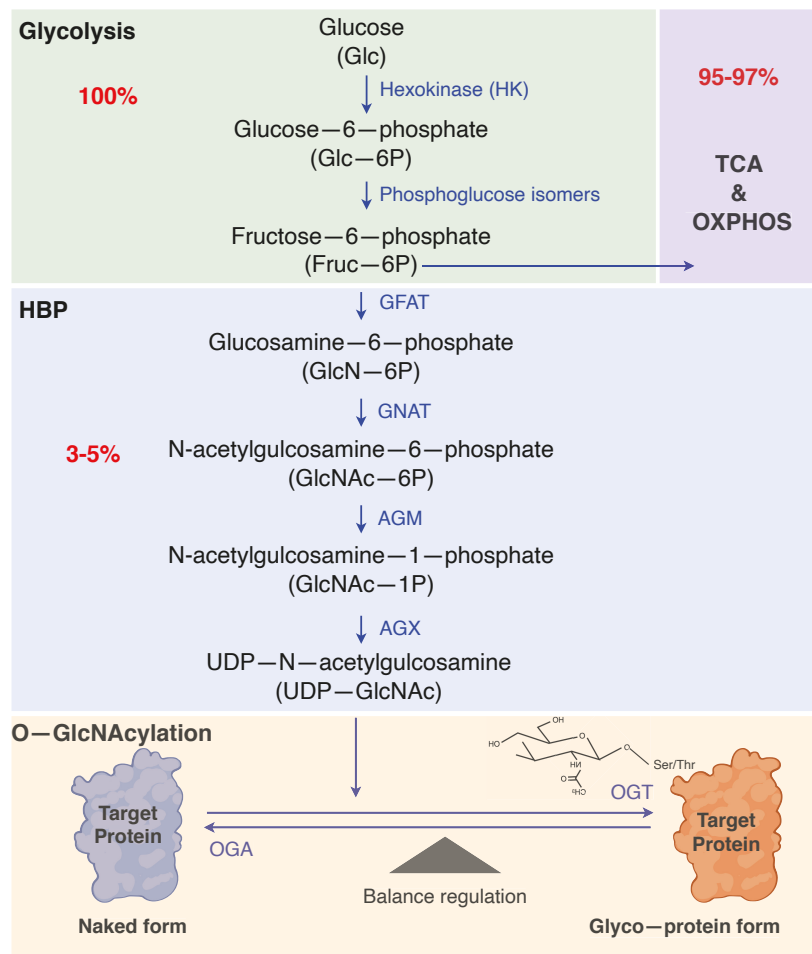 Glycolysis
100%
Glucose
(Glc)
Hexokinase (HK)
Glucose—6—phosphate
(Glc—6P)
Phosphoglucose isomers
Fructose—6—phosphate
(Fruc—6P)
95-97%
TCA
&
OXPHOS
HBP
3-5%
GFAT
Glucosamine—6—phosphate
(GlcN—6P)
GNAT
N-acetylgulcosamine—6—phosphate
(GlcNAc—6P)
AGM
N-acetylgulcosamine—1—phosphate
(GlcNAc—1P)
AGX
UDP—N—acetylgulcosamine
(UDP—GlcNAc)
O—GlcNAcylation
OH
HO
O
O
HN
O
CH3
Ser/Thr
Target
Protein
Naked form
OGT
OGA
Balance regulation
Target
Protein
Glyco—protein form